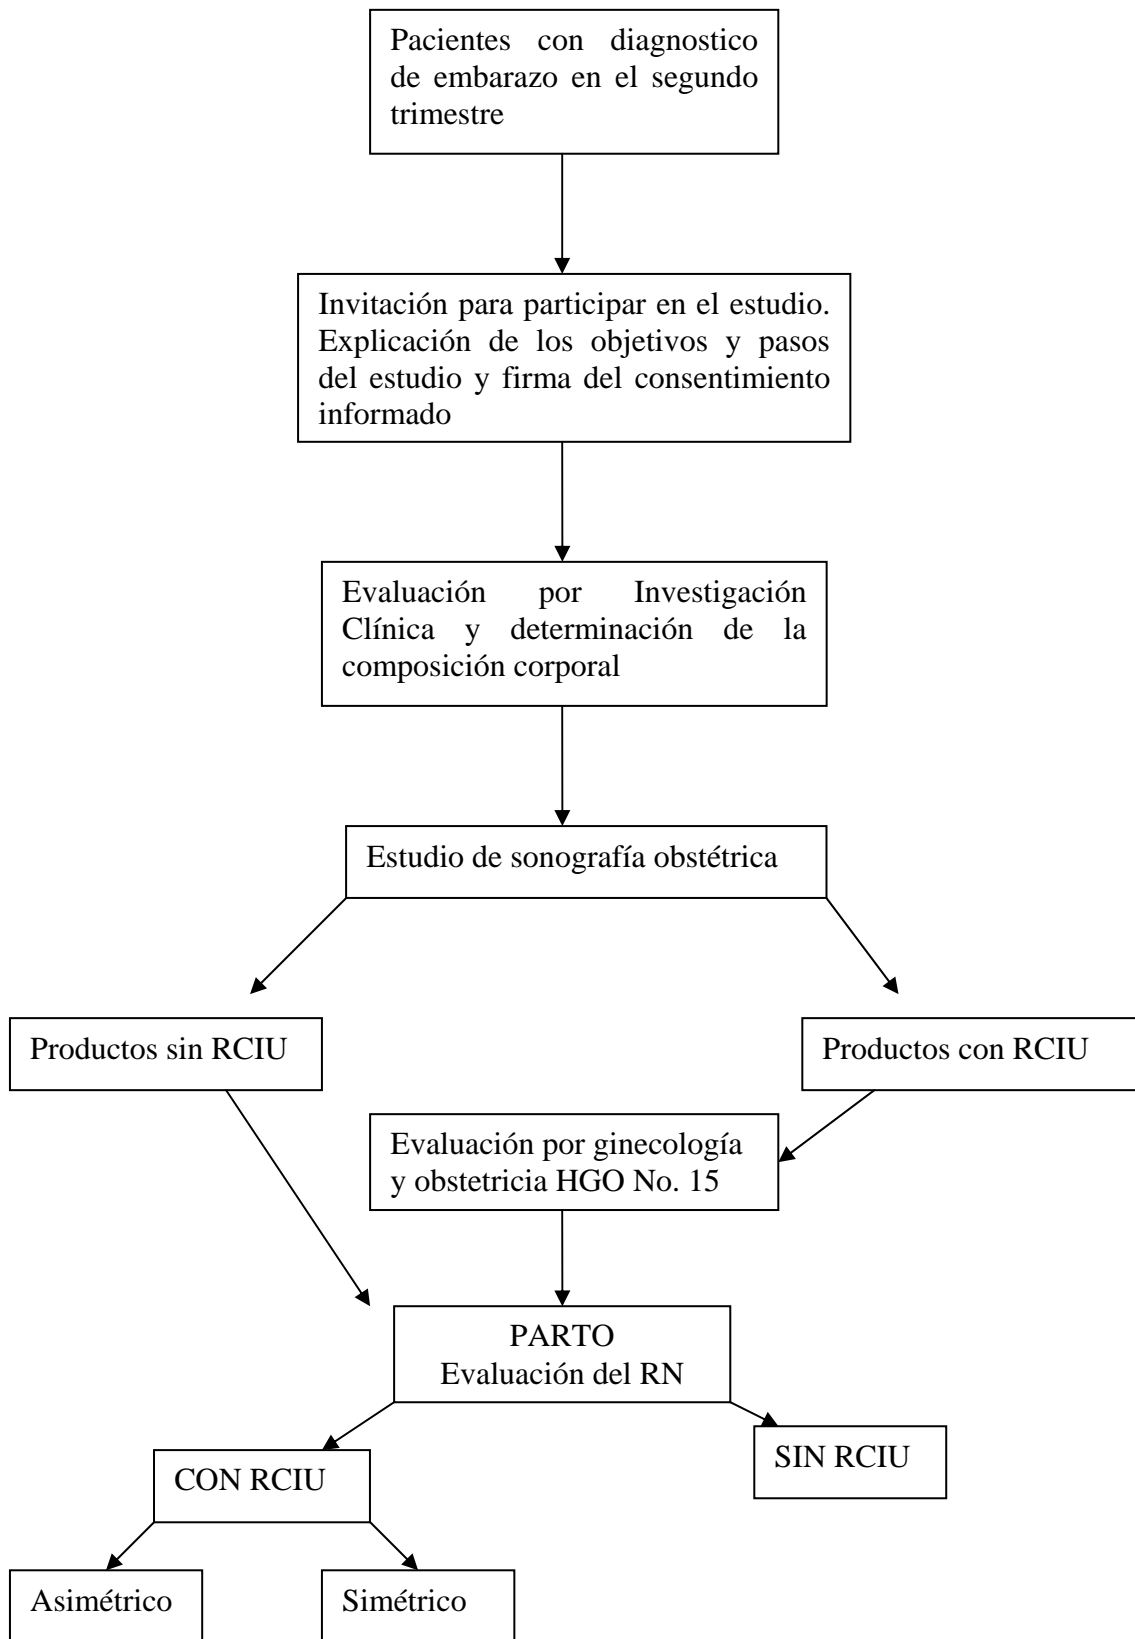 Pacientes con diagnostico
de embarazo en el segundo
trimestre
Invitación para participar en el estudio.
Explicación de los objetivos y pasos
del estudio y firma del consentimiento
informado
Evaluación por Investigación
Clínica y determinación de la
composición corporal
Estudio de sonografía obstétrica
Productos sin RCIU
Productos con RCIU
Evaluación por ginecología
y obstetricia HGO No. 15
PARTO
Evaluación del RN
SIN RCIU
CON RCIU
Asimétrico
Simétrico